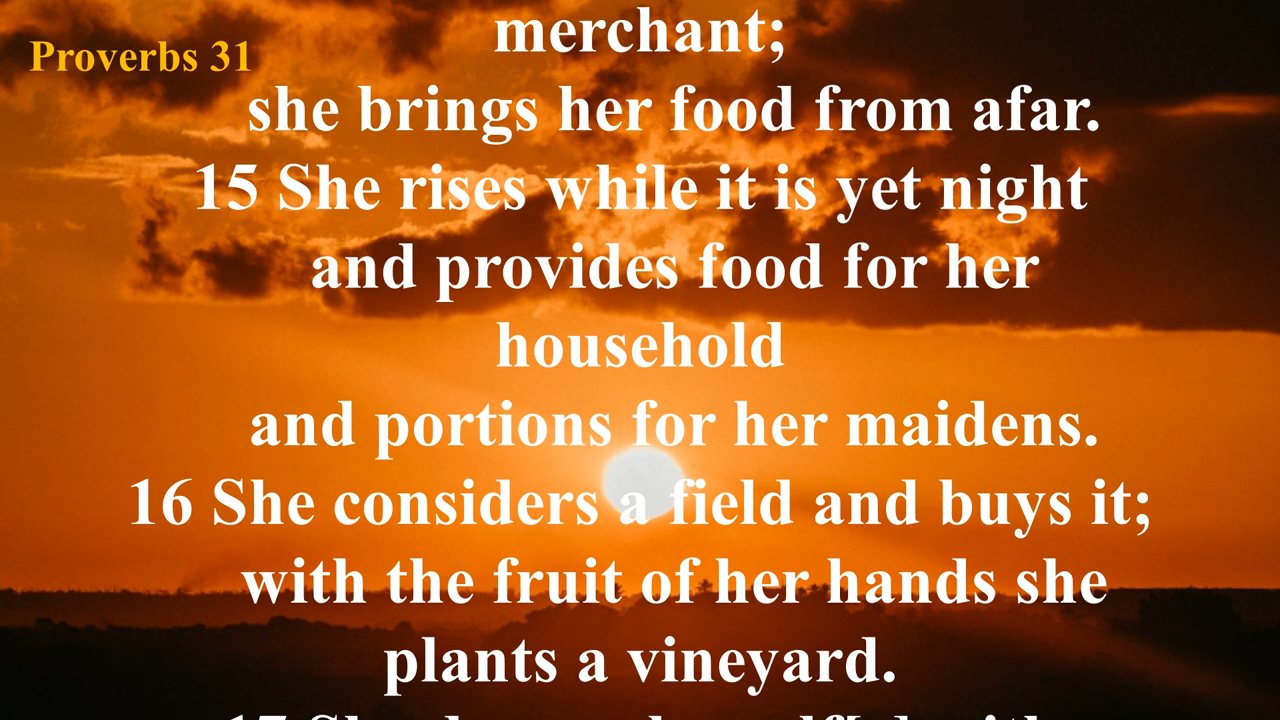 Proverbs 31
merchant;
she brings her food from afar.
15 She rises while it is yet night
and provides food for her
household
and portions for her maidens.
16 She considers a field and buys it;
with the fruit of her hands she
plants a vineyard.